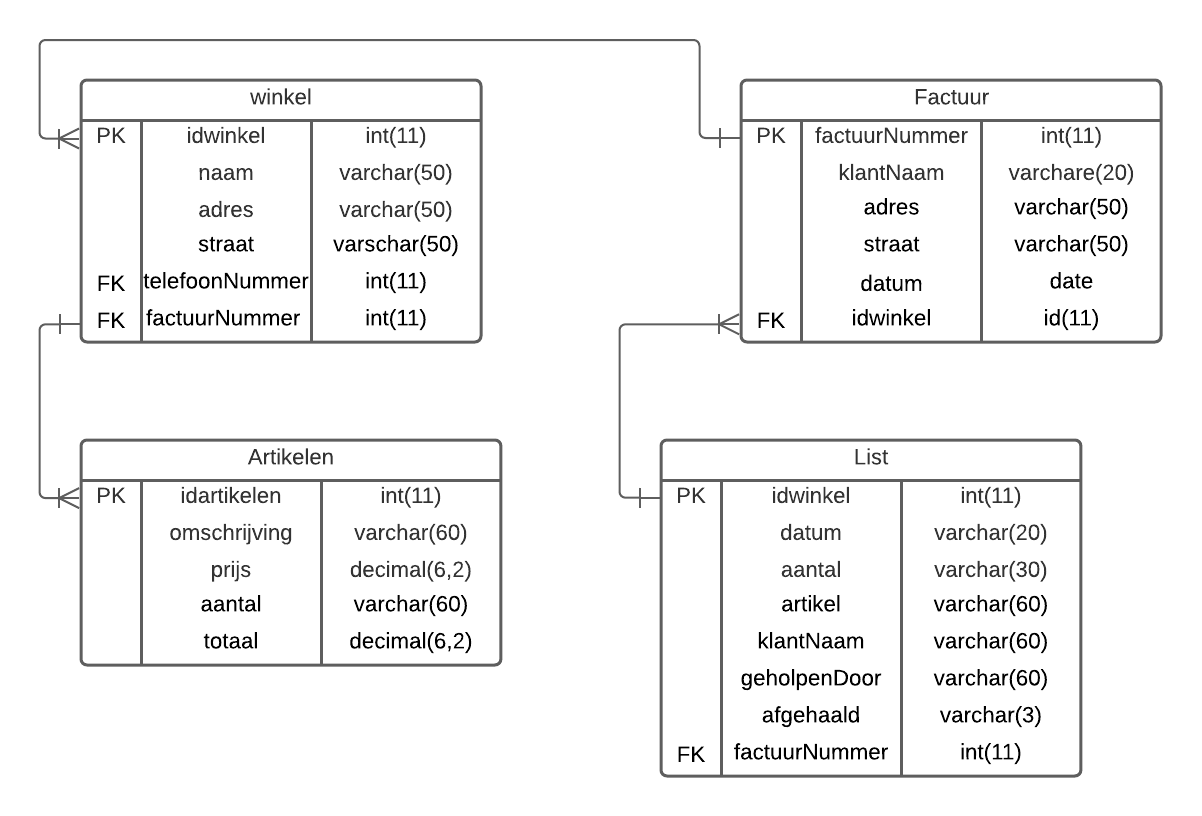 winkel
PK idwinkel int(11)
naam varchar(50)
adres varchar(50)
straat varschar(50)
FK telefoonNummer int(11)
FK factuurNummer int(11)
Factuur
PK factuurNummer int(11)
klantNaam varchare(20)
adres varchar(50)
straat varchar(50)
datum date
FK idwinkel id(11)
Artikelen
PK idartikelen int(11)
omschrijving varchar(60)
prijs decimal(6,2)
aantal varchar(60)
totaal decimal(6,2)
List
PK idwinkel int(11)
datum varchar(20)
aantal varchar(30)
artikel varchar(60)
klantNaam varchar(60)
geholpenDoor varchar(60)
afgehaald varchar(3)
FK factuurNummer int(11)